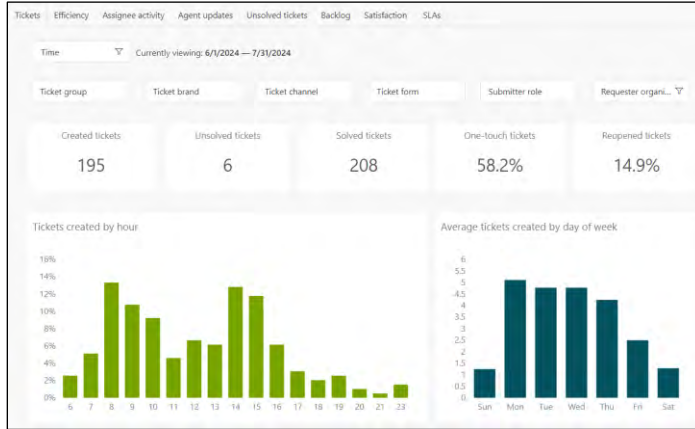 Tickets Efficiency Assignee activity Agent updates Unsolved tickets Backlog Satisfaction SLAs
Time Currently viewing: 6/1/2024 — 7/31/2024
Ticket group Ticket brand Ticket channel Ticket form Submitter role Requester organi...
Created tickets Unsolved tickets Solved tickets One-touch tickets Reopened tickets
195 6 208 58.2% 14.9%
Tickets created by hour
16%
14%
12%
10%
8%
6%
4%
2%
0%
6 7 8 9 10 11 12 13 14 15 16 17 18 19 20 21 23
Average tickets created by day of week
6
5.5
5
4.5
4
3.5
3
2.5
2
1.5
1
0.5
0
Sun Mon Tue Wed Thu Fri Sat